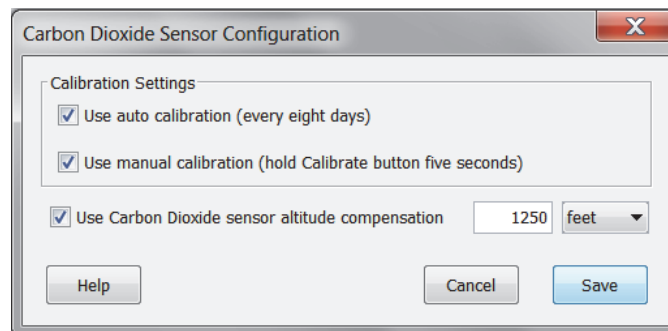 Carbon Dioxide Sensor Configuration
X
Calibration Settings
Use auto calibration (every eight days)
Use manual calibration (hold Calibrate button five seconds)
Use Carbon Dioxide sensor altitude compensation 1250 feet
Help Cancel Save